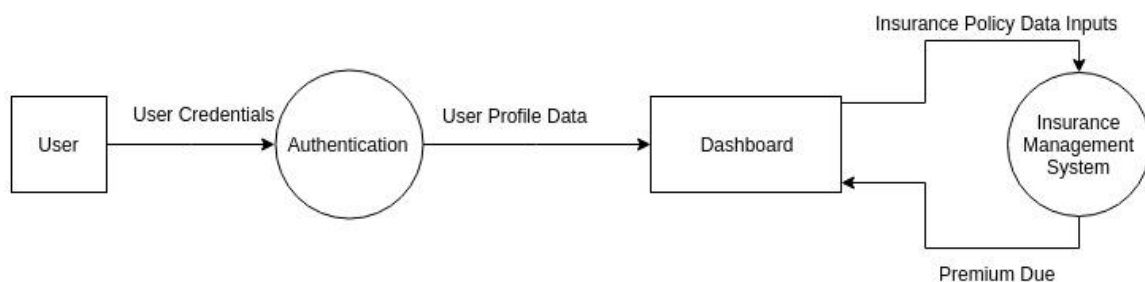 Insurance Policy Data Inputs
User
User Credentials
Authentication
User Profile Data
Dashboard
Insurance
Management
System
Premium Due